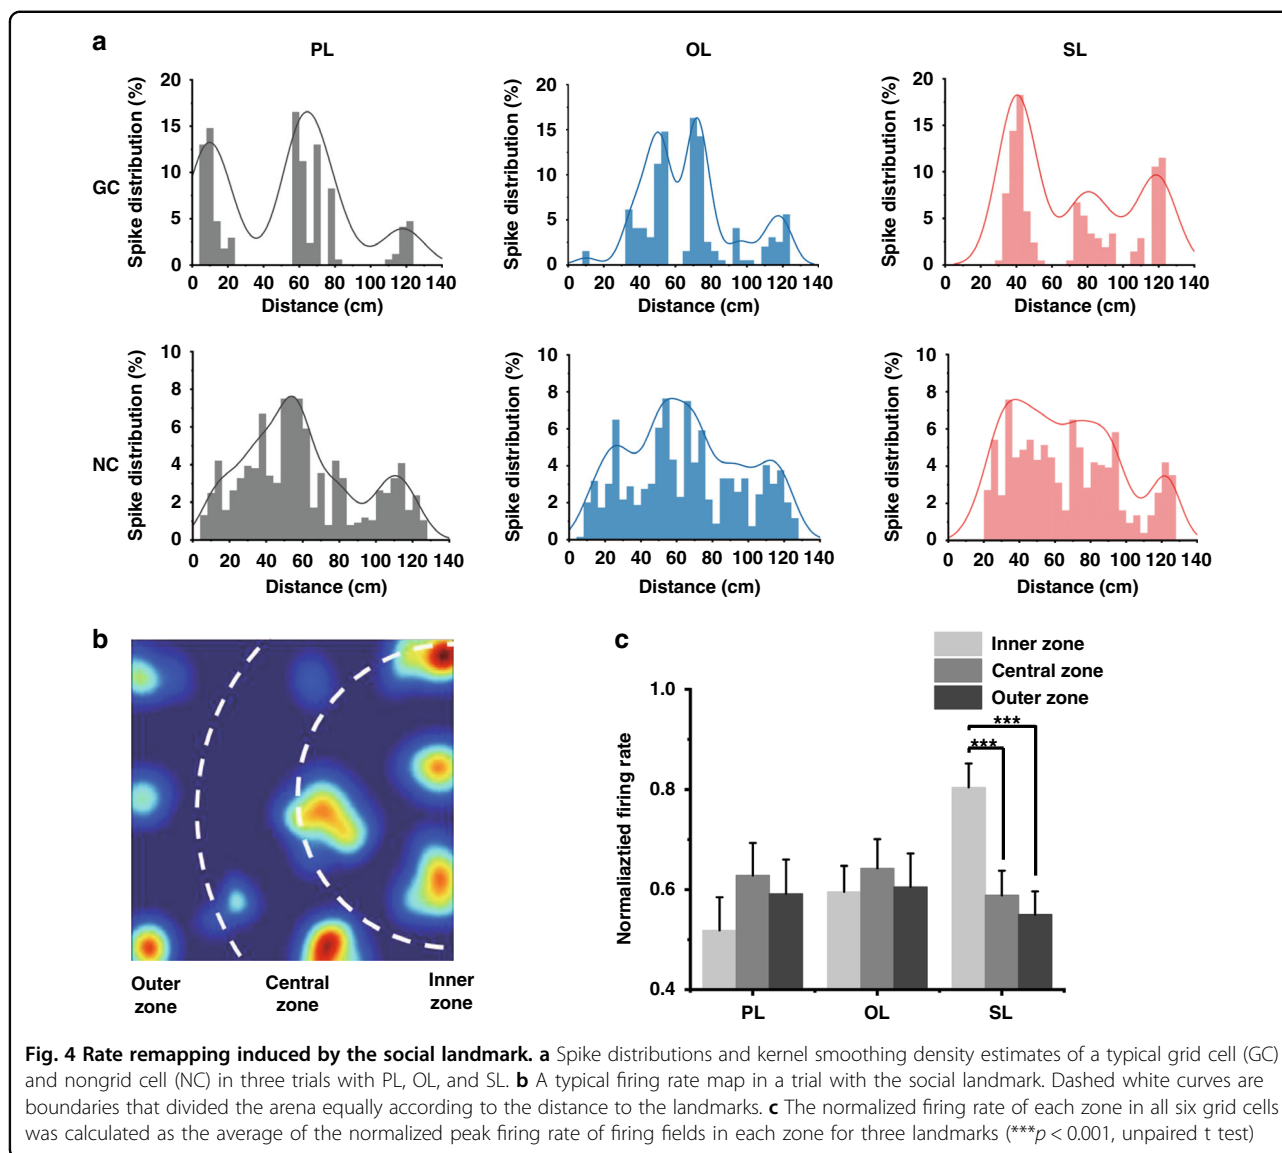 a
PL
OL
SL
GC
Spike distribution (%)
20
15
10
5
0
0 20 40 60 80 100 120 140
Distance (cm)
Spike distribution (%)
20
15
10
5
0
0 20 40 60 80 100 120 140
Distance (cm)
Spike distribution (%)
20
15
10
5
0
0 20 40 60 80 100 120 140
Distance (cm)
NC
Spike distribution (%)
10
8
6
4
2
0
0 20 40 60 80 100 120 140
Distance (cm)
Spike distribution (%)
10
8
6
4
2
0
0 20 40 60 80 100 120 140
Distance (cm)
Spike distribution (%)
10
8
6
4
2
0
0 20 40 60 80 100 120 140
Distance (cm)
b
Outer
zone
Central
zone
Inner
zone
c
Inner zone
Central zone
Outer zone
Normaliaztied firing rate
1.0
0.8
0.6
0.4
***
***
PL
OL
SL
Fig. 4 Rate remapping induced by the social landmark. a Spike distributions and kernel smoothing density estimates of a typical grid cell (GC)
and nongrid cell (NC) in three trials with PL, OL, and SL. b A typical firing rate map in a trial with the social landmark. Dashed white curves are
boundaries that divided the arena equally according to the distance to the landmarks. c The normalized firing rate of each zone in all six grid cells
was calculated as the average of the normalized peak firing rate of firing fields in each zone for three landmarks (***p < 0.001, unpaired t test)